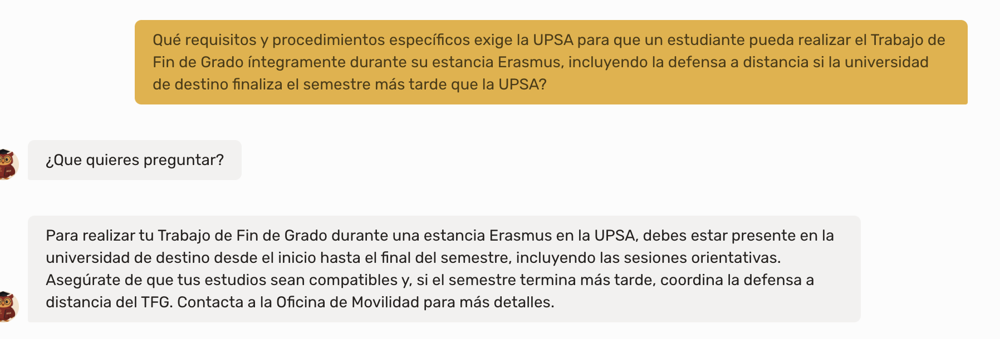 Qué requisitos y procedimientos específicos exige la UPSA para que un estudiante pueda realizar el Trabajo de
Fin de Grado íntegramente durante su estancia Erasmus, incluyendo la defensa a distancia si la universidad
de destino finaliza el semestre más tarde que la UPSA?
¿Que quieres preguntar?
Para realizar tu Trabajo de Fin de Grado durante una estancia Erasmus en la UPSA, debes estar presente en la
universidad de destino desde el inicio hasta el final del semestre, incluyendo las sesiones orientativas.
Asegúrate de que tus estudios sean compatibles y, si el semestre termina más tarde, coordina la defensa a
distancia del TFG. Contacta a la Oficina de Movilidad para más detalles.